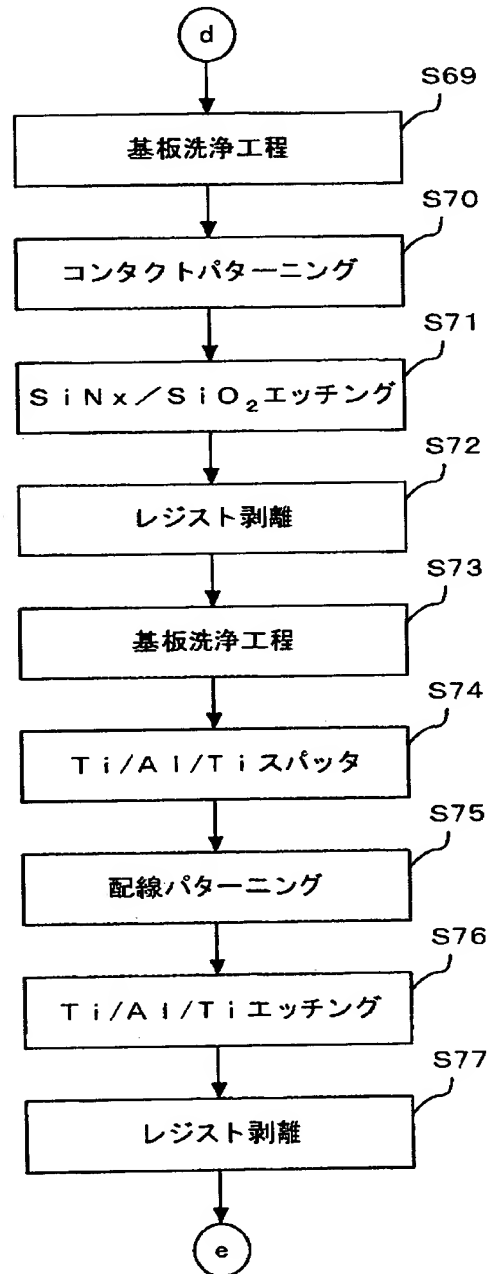 d
S69
基板洗浄工程
S70
コンタクトパターニング
S71
SiNx/SiO₂エッチング
S72
レジスト剥離
S73
基板洗浄工程
S74
Ti/Al/Tiスパッタ
S75
配線パターニング
S76
Ti/Al/Tiエッチング
S77
レジスト剥離
e